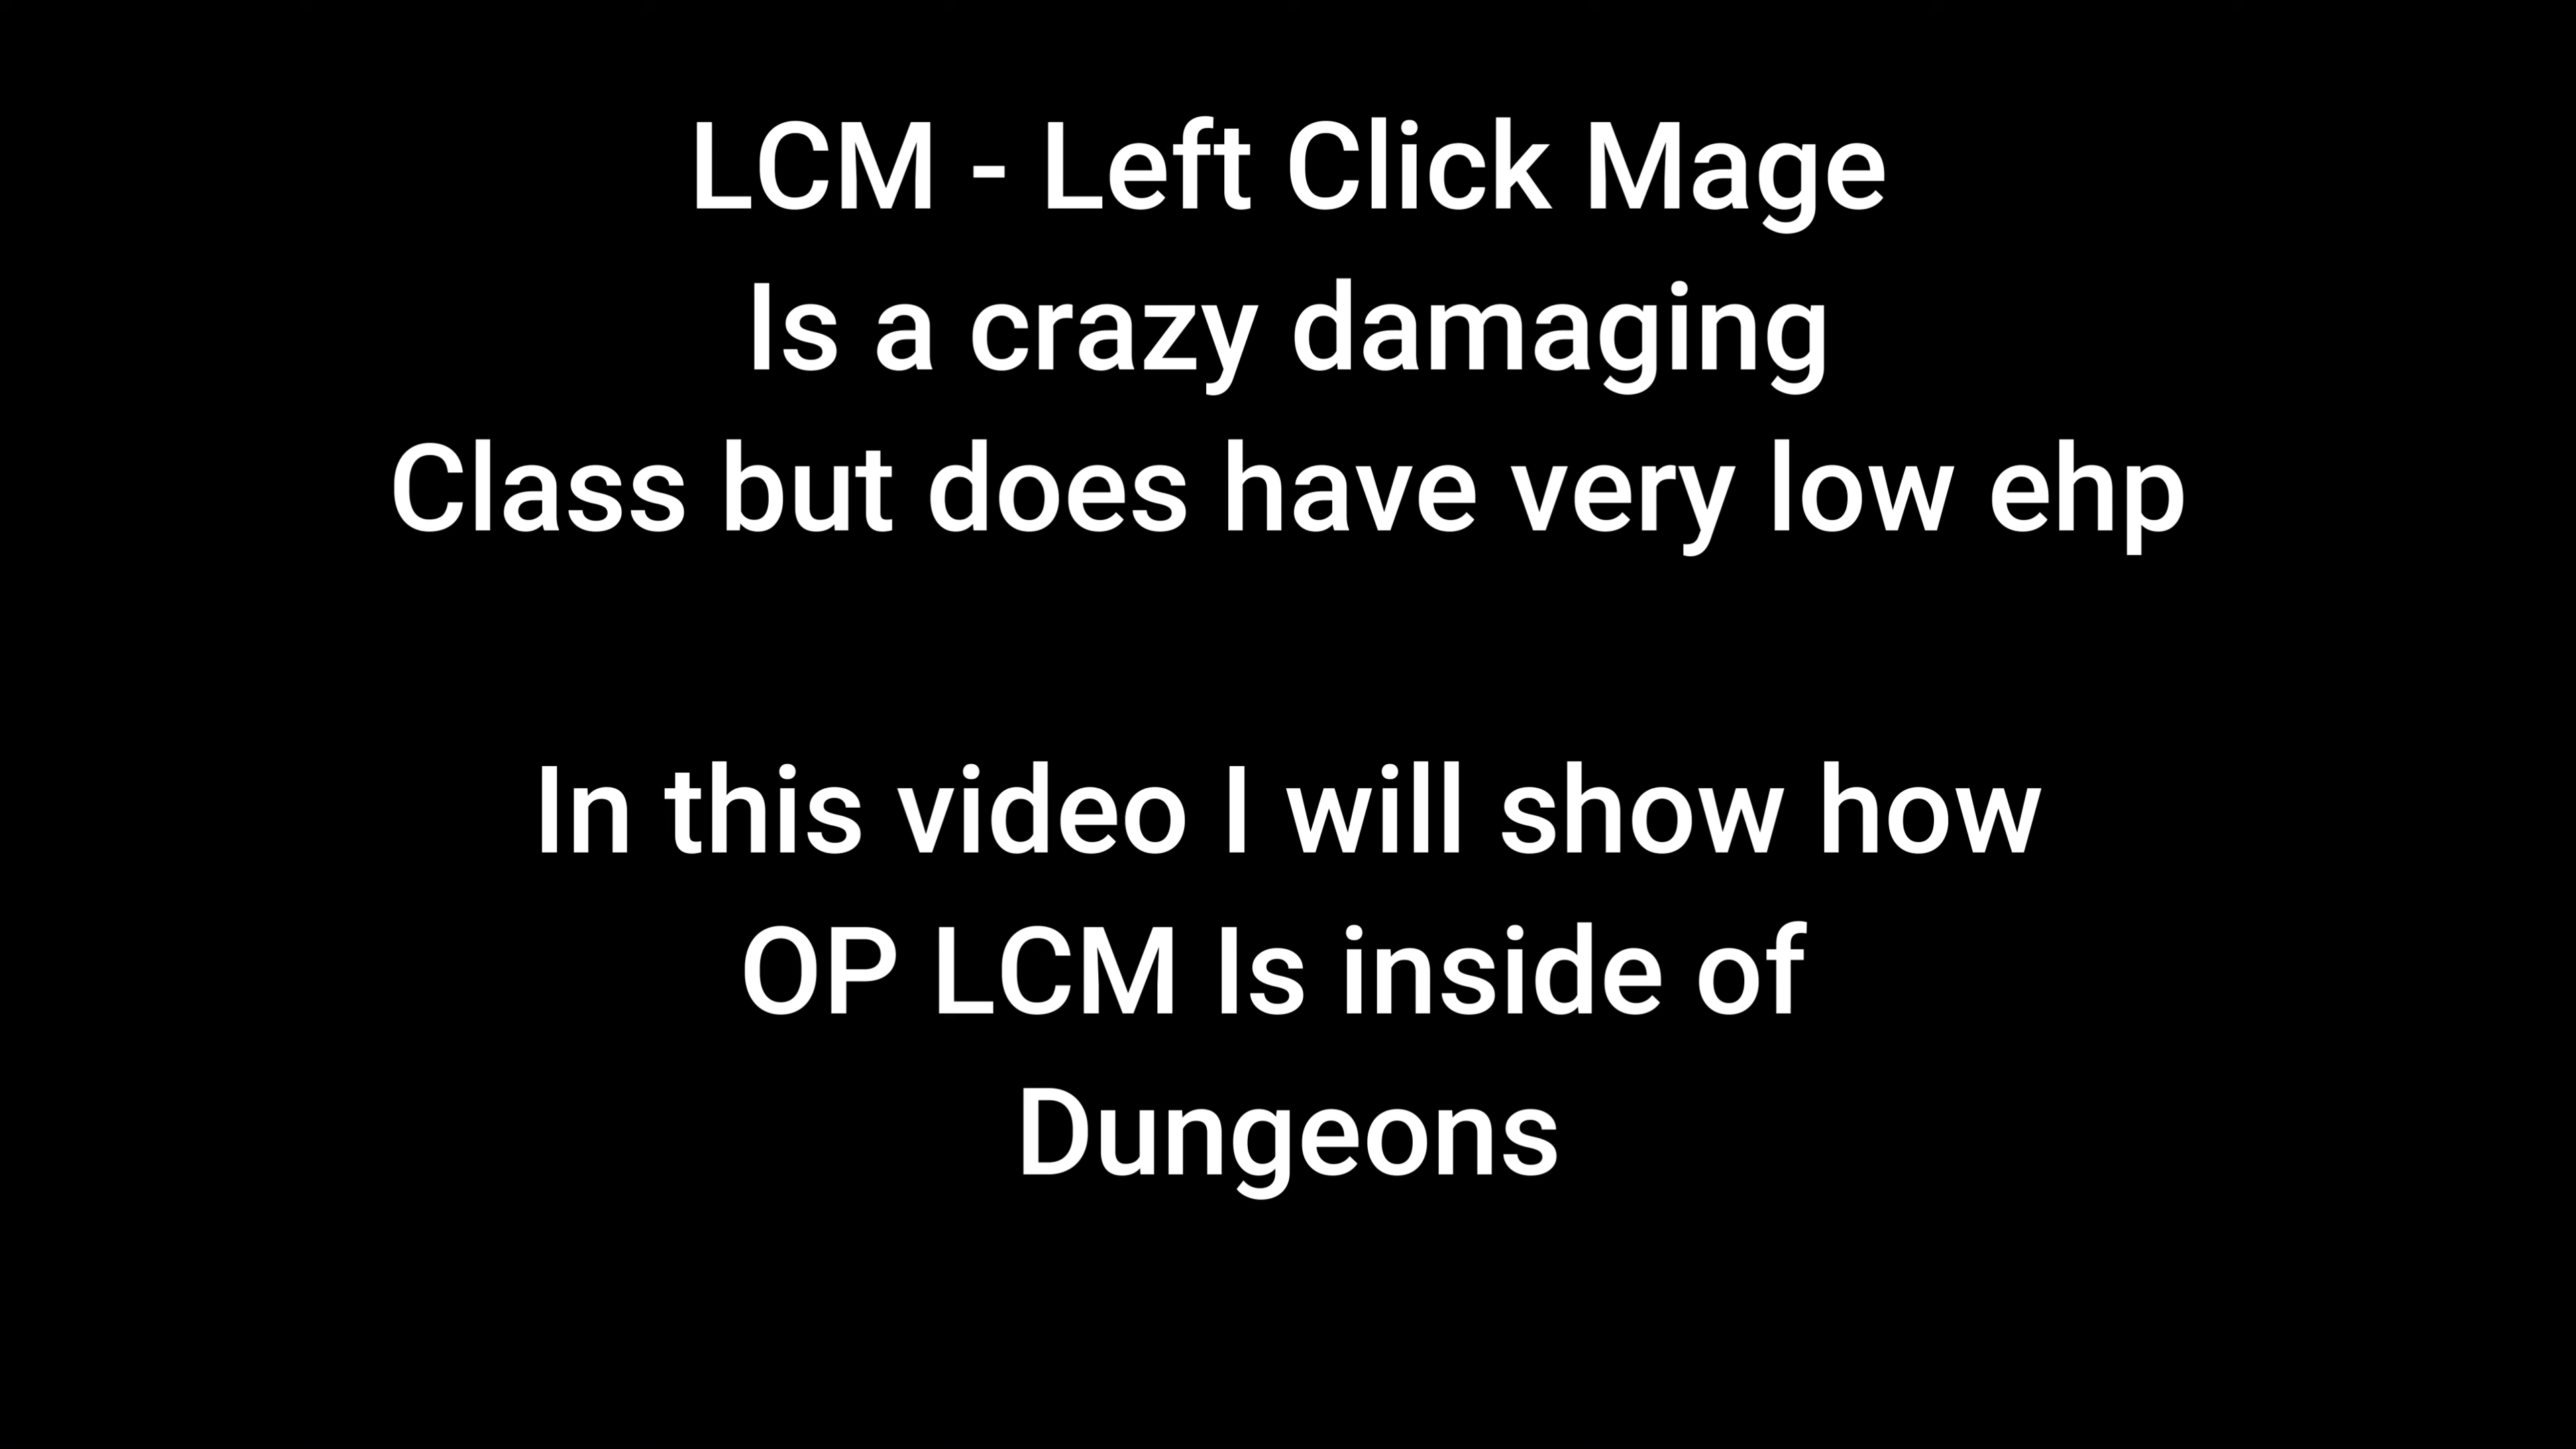 LCM - Left Click Mage
Is a crazy damaging
Class but does have very low ehp
In this video I will show how
OP LCM Is inside of
Dungeons